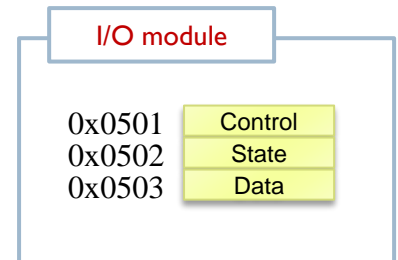 I/O module
0x0501 Control
0x0502 State
0x0503 Data